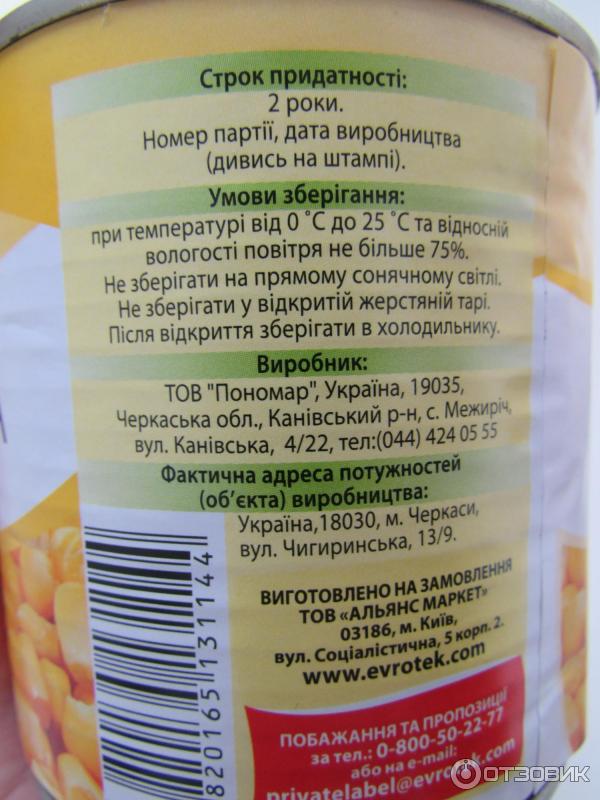 Строк придатності:
2 роки.
Номер партії, дата виробництва
(дивись на штампі).
Умови зберігання:
при температурі від 0 ˚С до 25 ˚С та відносній
вологості повітря не більше 75%.
Не зберігати на прямому сонячному світлі.
Не зберігати у відкритій жерстяній тарі.
Після відкриття зберігати в холодильнику.
Виробник:
ТОВ "Пономар", Україна, 19035,
Черкаська обл., Канівський р-н, с. Межиріч,
вул. Канівська, 4/22, тел:(044) 424 05 55
Фактична адреса потужностей
(об’єкта) виробництва:
Україна,18030, м. Черкаси,
вул. Чигиринська, 13/9.
ВИГОТОВЛЕНО НА ЗАМОВЛЕННЯ
ТОВ «АЛЬЯНС МАРКЕТ»
03186, м. Київ,
вул. Соціалістична, 5 корп. 2.
www.evrotek.com
ПОБАЖАННЯ ТА ПРОПОЗИЦІЇ
за тел.: 0-800-50-22-77
або на e-mail:
privatelabel@evrotek.com
820165131144
ОТЗОВИК